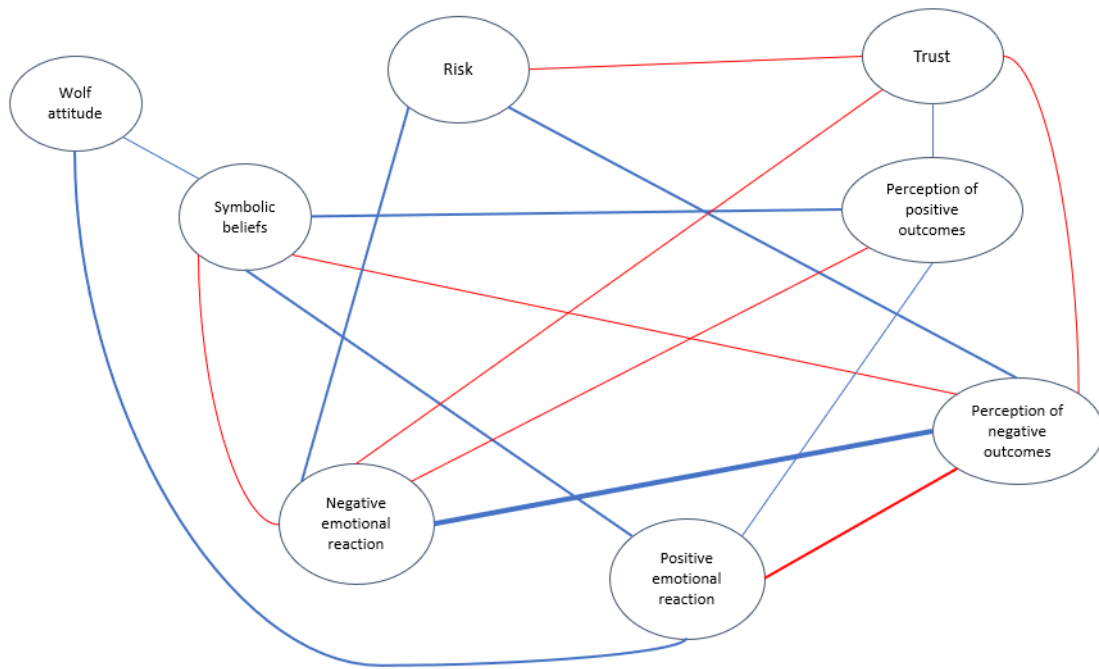 Risk
Trust
Wolf
attitude
Symbolic
beliefs
Perception of
positive
outcomes
Perception of
negative
outcomes
Negative
emotional
reaction
Positive
emotional
reaction